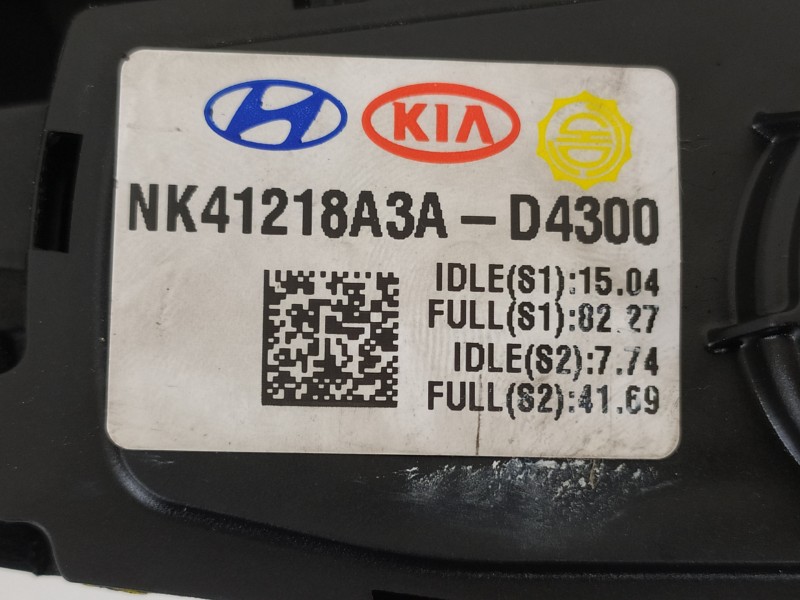 KIA
NK41218A3A - D4300
IDLE(S1):15.04
FULL(S1):82.27
IDLE(S2):7.74
FULL(S2):41.69